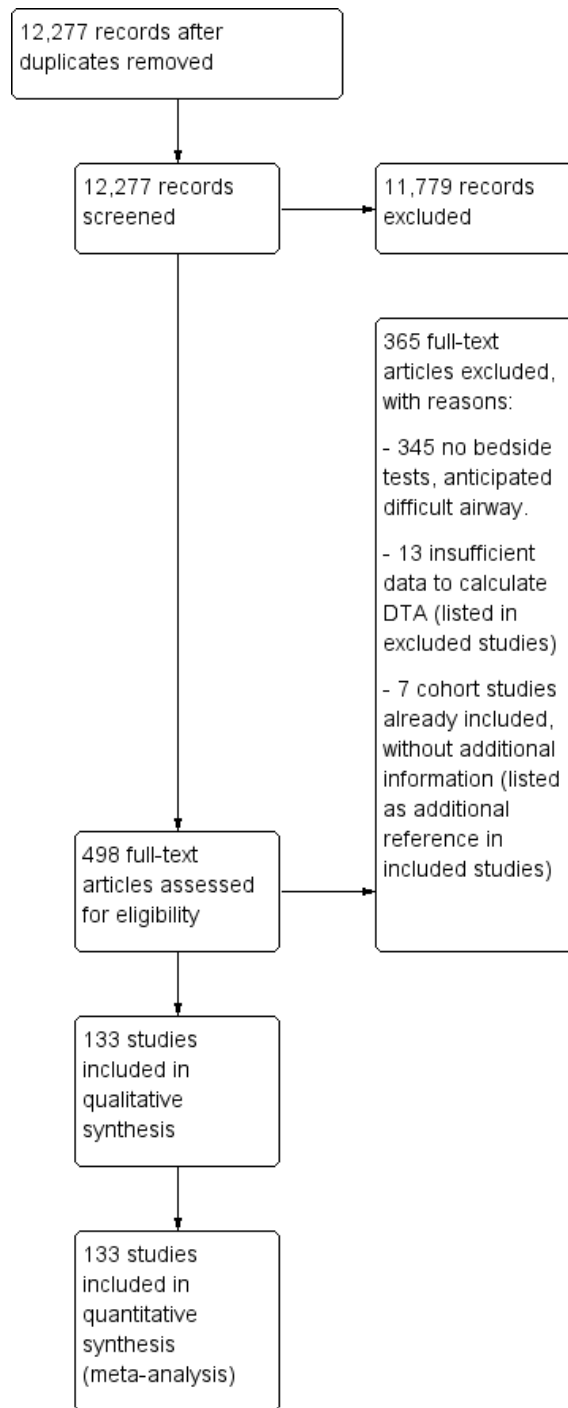 12,277 records after
duplicates removed
12,277 records
screened
11,779 records
excluded
365 full-text
articles excluded,
with reasons:
- 345 no bedside
tests, anticipated
difficult airway.
- 13 insufficient
data to calculate
DTA (listed in
excluded studies)
- 7 cohort studies
already included,
without additional
information (listed
as additional
reference in
included studies)
498 full-text
articles assessed
for eligibility
133 studies
included in
qualitative
synthesis
133 studies
included in
quantitative
synthesis
(meta-analysis)